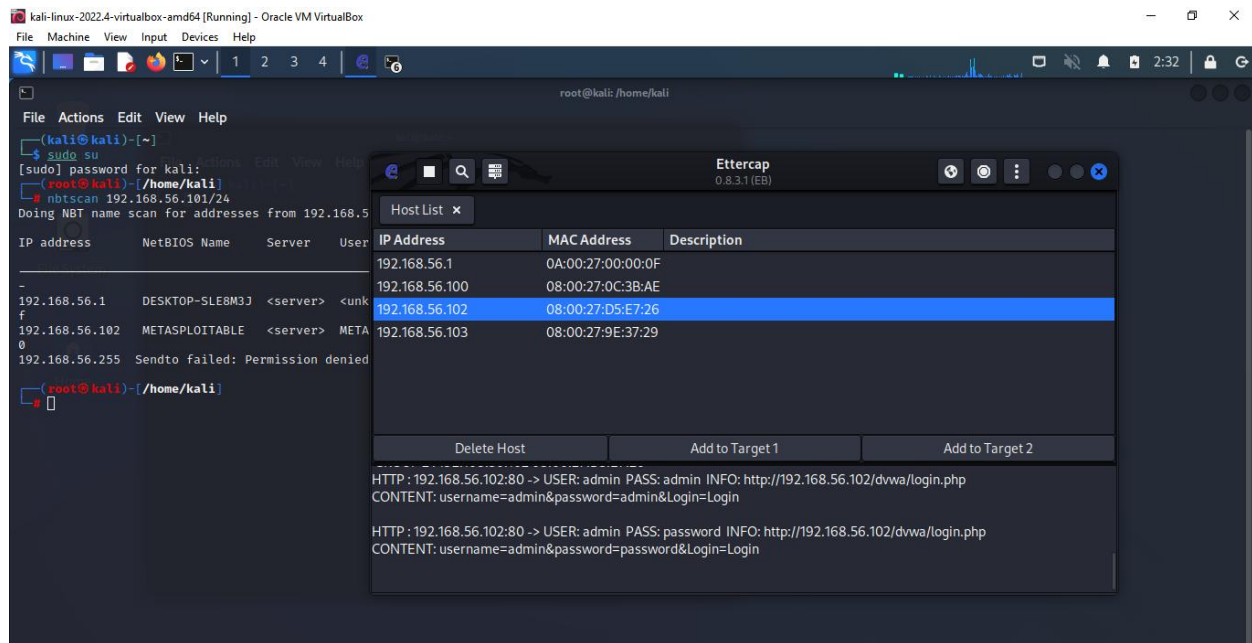 kali-linux-2022.4-virtualbox-amd64 [Running] - Oracle VM VirtualBox
File Machine View Input Devices Help
1 2 3 4
2:32
root@kali: /home/kali
File Actions Edit View Help
(kali㉿kali)-[~]
$ sudo su
[sudo] password for kali:
(root㉿kali)-[/home/kali]
# nbtscan 192.168.56.101/24
Doing NBT name scan for addresses from 192.168.5
IP address NetBIOS Name Server User
-
192.168.56.1 DESKTOP-SLE8M3J <server> <unk
f
192.168.56.102 METASPLOITABLE <server> META
0
192.168.56.255 Sendto failed: Permission denied
(root㉿kali)-[/home/kali]
#
Ettercap
0.8.3.1 (EB)
Host List ×
IP Address MAC Address Description
192.168.56.1 0A:00:27:00:00:0F
192.168.56.100 08:00:27:0C:3B:AE
192.168.56.102 08:00:27:D5:E7:26
192.168.56.103 08:00:27:9E:37:29
Delete Host Add to Target 1 Add to Target 2
HTTP : 192.168.56.102:80 -> USER: admin PASS: admin INFO: http://192.168.56.102/dvwa/login.php
CONTENT: username=admin&password=admin&Login=Login
HTTP : 192.168.56.102:80 -> USER: admin PASS: password INFO: http://192.168.56.102/dvwa/login.php
CONTENT: username=admin&password=password&Login=Login